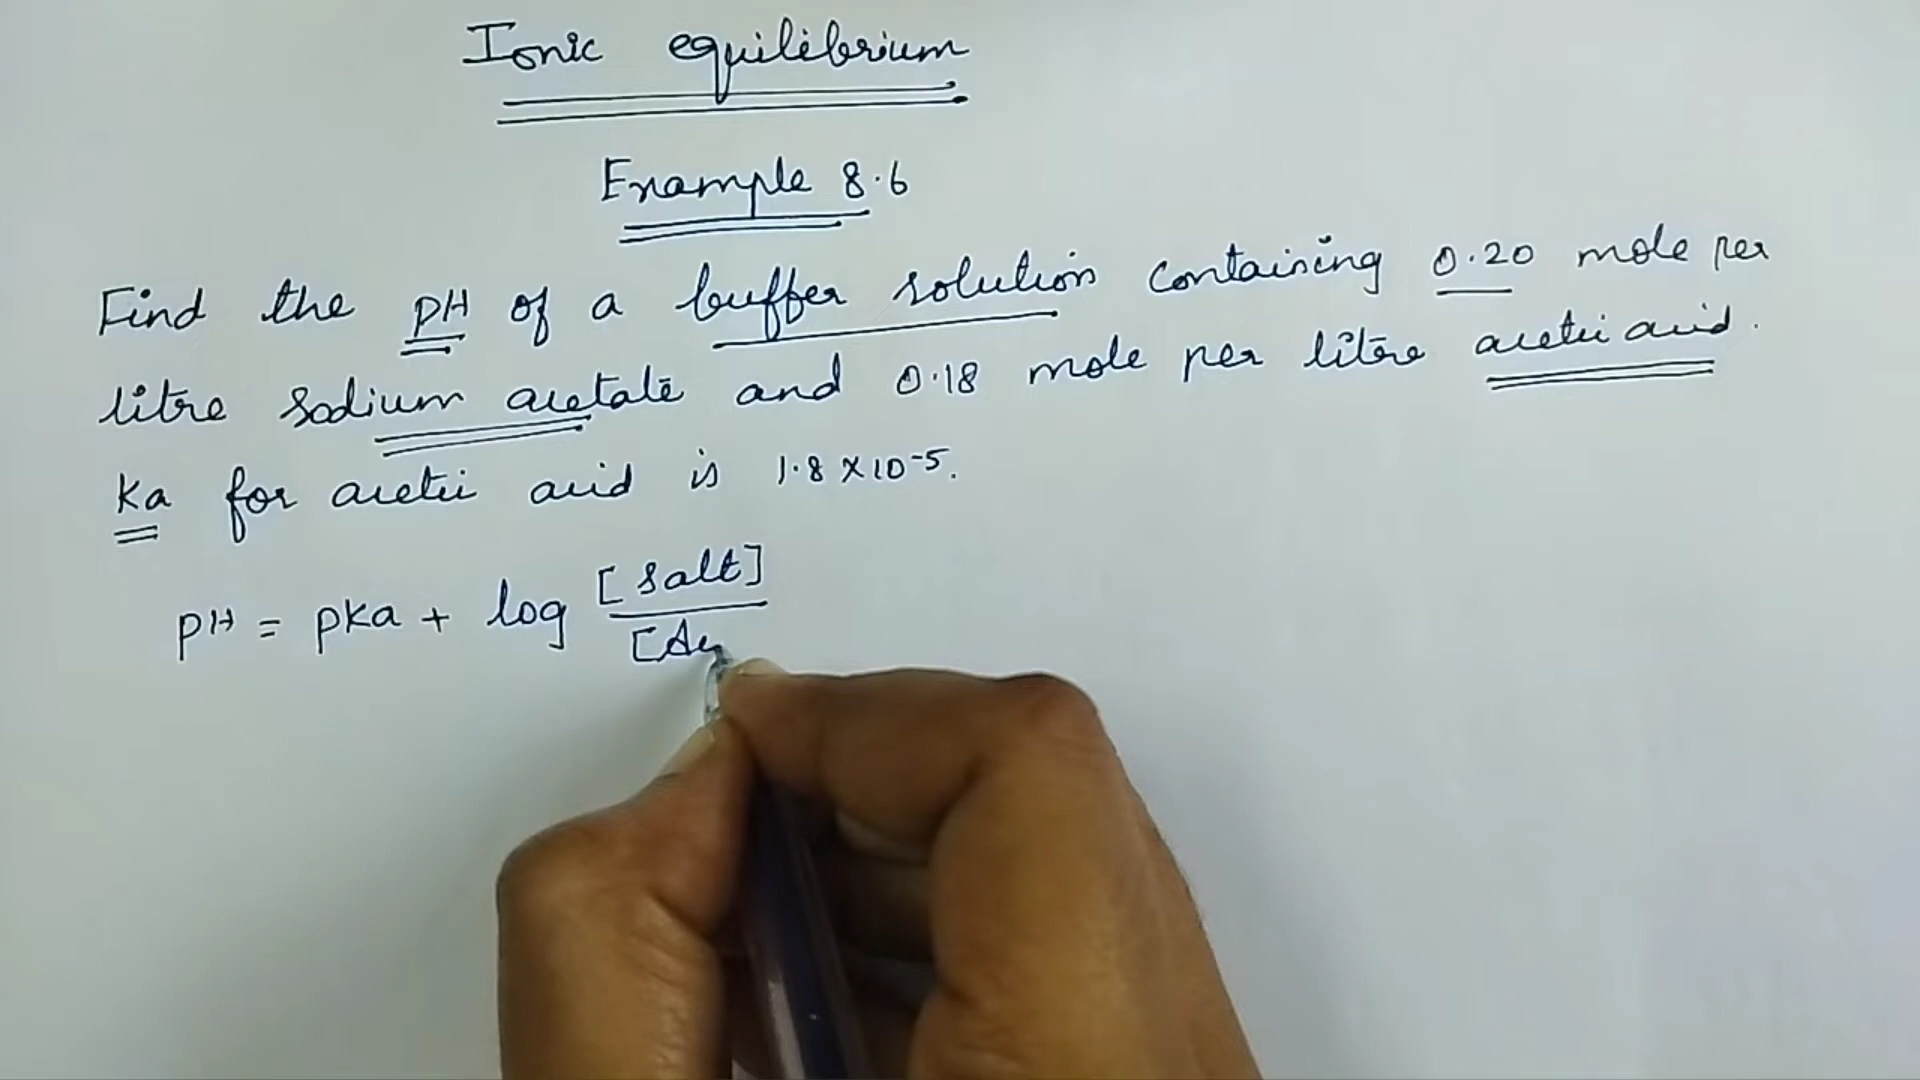 Ionic equilibrium
Example 8.6
Find the pH of a buffer solution containing 0.20 mole per
litre sodium acetate and 0.18 mole per litre acetic acid.
Ka for acetic acid is 1.8 x 10⁻⁵.
pH = pKa + log [salt]
[Ac